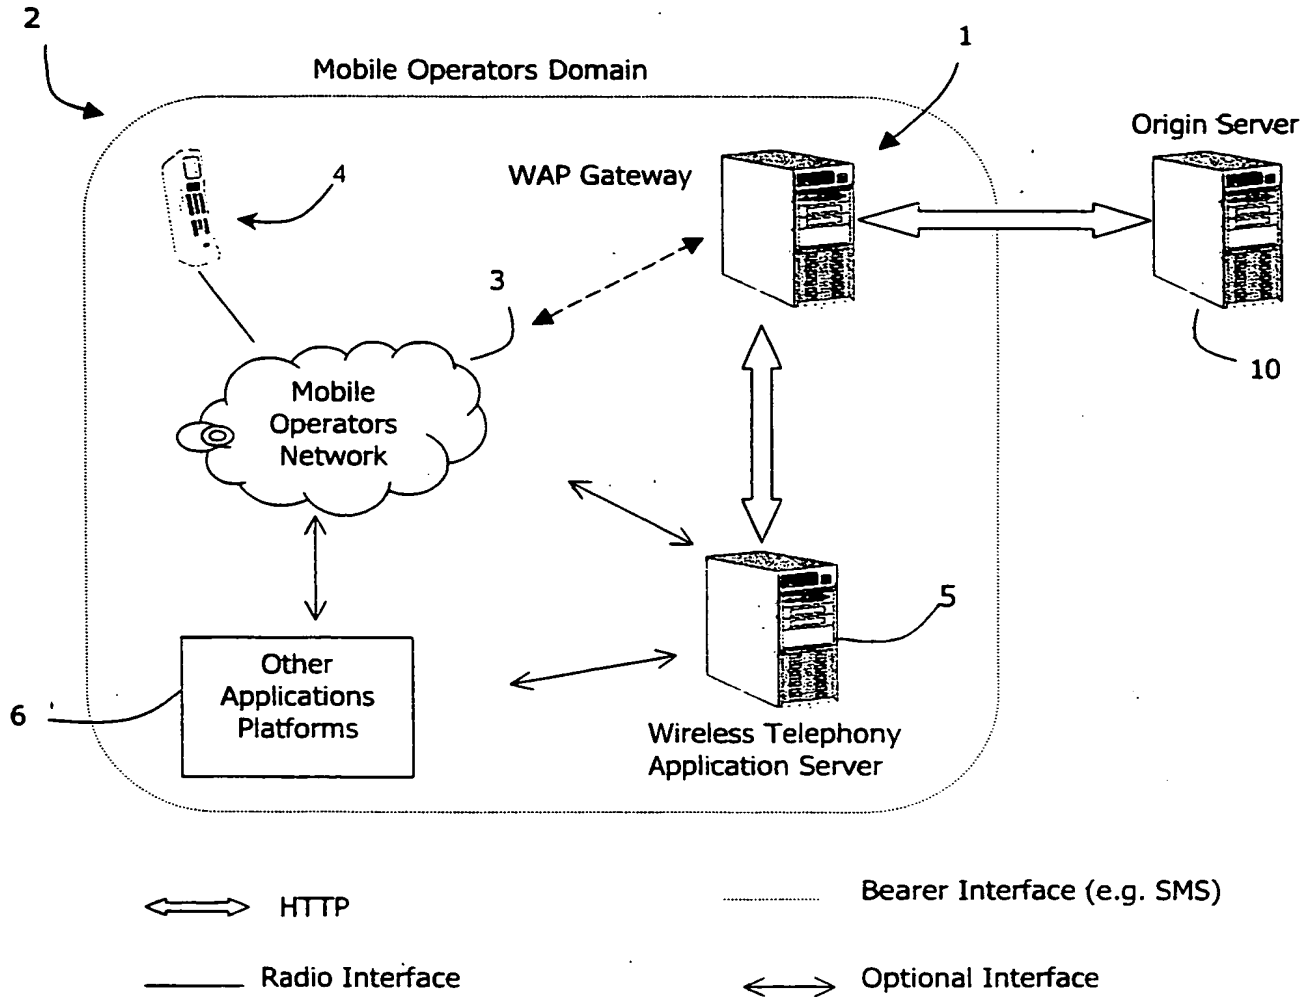 2
1
Mobile Operators Domain
Origin Server
WAP Gateway
4
3
10
Mobile
Operators
Network
5
Other
Applications
Platforms
6
Wireless Telephony
Application Server
HTTP
Bearer Interface (e.g. SMS)
Radio Interface
Optional Interface